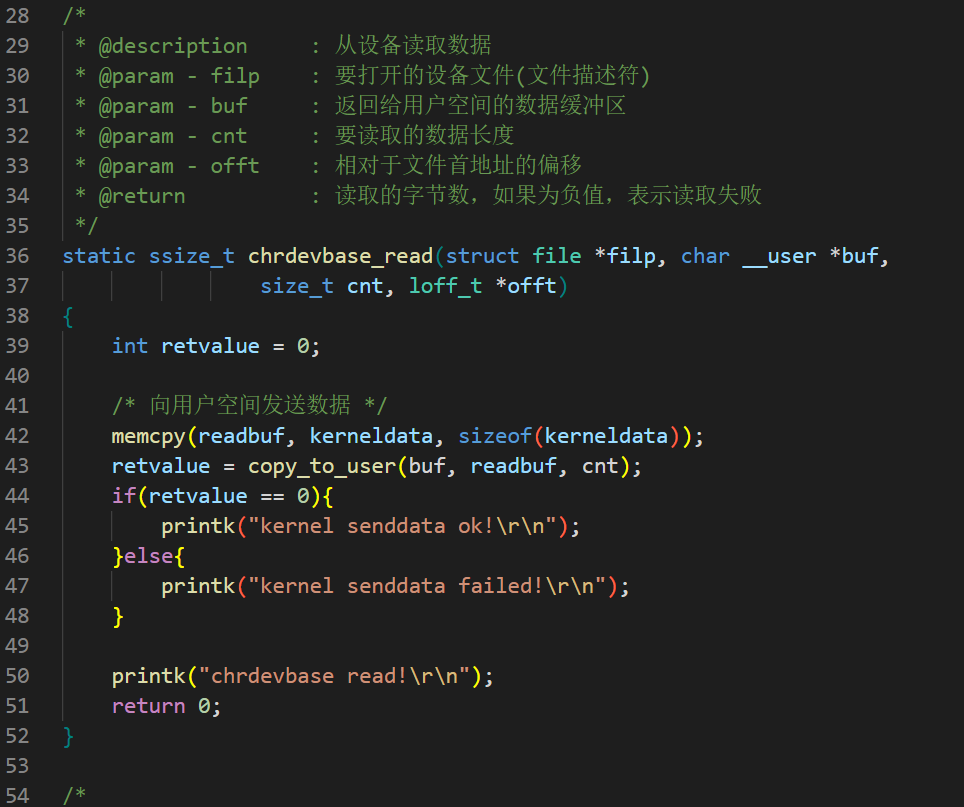 28 /*
29  * @description     : 从设备读取数据
30  * @param - filp    : 要打开的设备文件(文件描述符)
31  * @param - buf     : 返回给用户空间的数据缓冲区
32  * @param - cnt     : 要读取的数据长度
33  * @param - offt    : 相对于文件首地址的偏移
34  * @return          : 读取的字节数，如果为负值，表示读取失败
35  */
36 static ssize_t chrdevbase_read(struct file *filp, char __user *buf,
37                 size_t cnt, loff_t *offt)
38 {
39     int retvalue = 0;
40
41     /* 向用户空间发送数据 */
42     memcpy(readbuf, kerneldata, sizeof(kerneldata));
43     retvalue = copy_to_user(buf, readbuf, cnt);
44     if(retvalue == 0){
45         printk("kernel senddata ok!\r\n");
46     }else{
47         printk("kernel senddata failed!\r\n");
48     }
49
50     printk("chrdevbase read!\r\n");
51     return 0;
52 }
53
54 /*